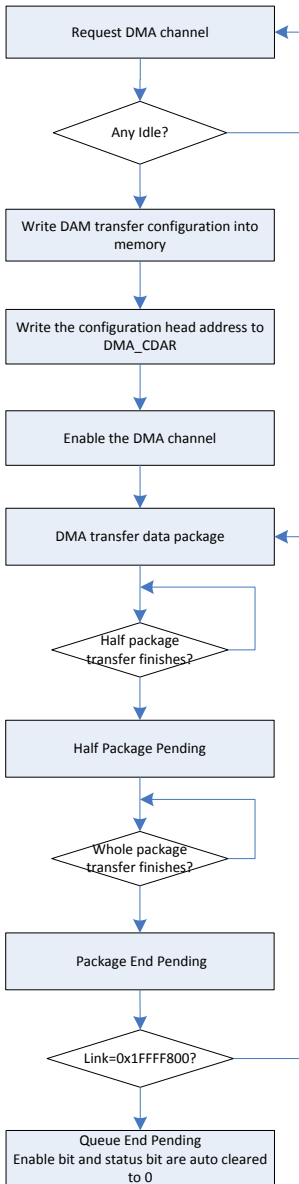 Request DMA channel
Any Idle?
Write DAM transfer configuration into
memory
Write the configuration head address to
DMA_CDAR
Enable the DMA channel
DMA transfer data package
Half package
transfer finishes?
Half Package Pending
Whole package
transfer finishes?
Package End Pending
Link=0x1FFFF800?
Queue End Pending
Enable bit and status bit are auto cleared
to 0